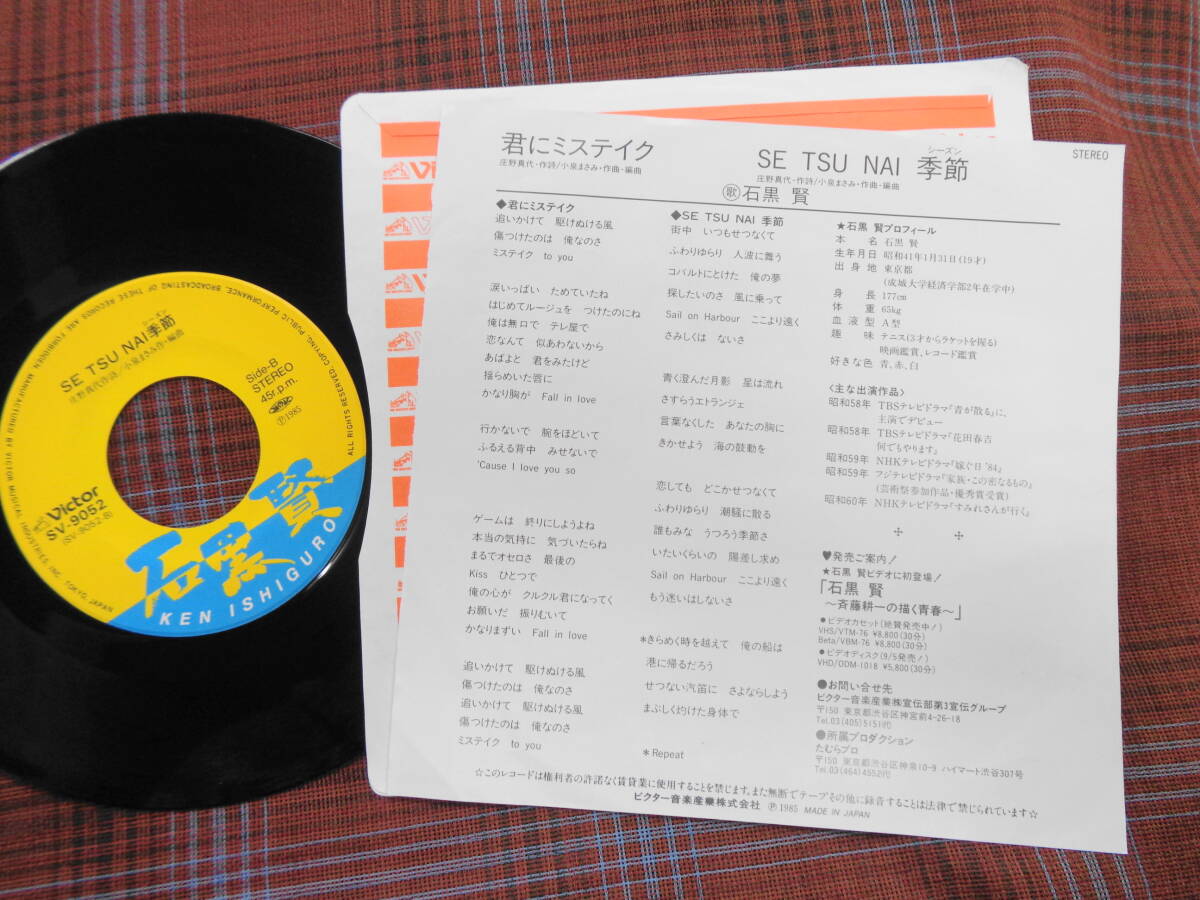 SE TSU NAI 季節
シーズン
庄野真代作詩/小泉まさみ作・編曲
Side-B
STEREO
45r.p.m.
℗1985
Victor
SV-9052
(SV-9052-B)
石黒賢
KEN ISHIGURO
ALL RIGHTS RESERVED. COPYING, PUBLIC PERFORMANCE, BROADCASTING OF THESE RECORDS ARE FORBIDDEN. MANUFACTURED BY VICTOR MUSICAL INDUSTRIES, INC. TOKYO, JAPAN
君にミステイク
庄野真代・作詩/小泉まさみ・作曲・編曲
シーズン
SE TSU NAI 季節
庄野真代・作詩/小泉まさみ・作曲・編曲
STEREO
歌 石黒 賢
◆君にミステイク
追いかけて 駆けぬける風
傷つけたのは 俺なのさ
ミステイク to you
涙いっぱい ためていたね
はじめてルージュを つけたのにね
俺は無口で テレ屋で
恋なんて 似あわないから
あばよと 君をみたけど
揺らめいた唇に
かなり胸が Fall in love
行かないで 腕をほどいて
ふるえる背中 みせないで
'Cause I love you so
ゲームは 終りにしようよね
本当の気持に 気づいたらね
まるでオセロさ 最後の
Kiss ひとつで
俺の心が クルクル君になってく
お願いだ 振りむいて
かなりまずい Fall in love
追いかけて 駆けぬける風
傷つけたのは 俺なのさ
追いかけて 駆けぬける風
傷つけたのは 俺なのさ
ミステイク to you
◆SE TSU NAI 季節
街中 いつもせつなくて
ふわりゆらり 人波に舞う
コバルトにとけた 俺の夢
探したいのさ 風に乗って
Sail on Harbour ここより遠く
さみしくは ないさ
青く澄んだ月影 星は流れ
さすらうエトランジェ
言葉なくした あなたの胸に
きかせよう 海の鼓動を
恋しても どこかせつなくて
ふわりゆらり 潮騒に散る
誰もみな うつろう季節さ
いたいくらいの 陽差し求め
Sail on Harbour ここより遠く
もう迷いはしないさ
*きらめく時を越えて 俺の船は
港に帰るだろう
せつない汽笛に さよならしよう
まぶしく灼けた身体で
*Repeat
★石黒 賢プロフィール
本名 石黒 賢
生年月日 昭和41年1月31日(19才)
出身地 東京都
(成城大学経済学部2年在学中)
身長 177cm
体重 65kg
血液型 A型
趣味 テニス(3才からラケットを握る)
映画鑑賞、レコード鑑賞
好きな色 青、赤、白
〈主な出演作品〉
昭和58年 TBSテレビドラマ『青が散る』に、
主演でデビュー
昭和58年 TBSテレビドラマ『花田春吉
何でもやります』
昭和59年 NHKテレビドラマ『嫁ぐ日'84』
昭和59年 フジテレビドラマ『家族・この密なるもの』
(芸術祭参加作品・優秀賞受賞)
昭和60年 NHKテレビドラマ『すみれさんが行く』
♥発売ご案内!
★石黒 賢ビデオに初登場!
「石黒 賢
〜斉藤耕一の描く青春〜」
●ビデオカセット(絶賛発売中!)
VHS/VTM-76 ¥8,800(30分)
Beta/VBM-76 ¥8,800(30分)
●ビデオディスク(9/5発売!)
VHD/ODM-1018 ¥5,800(30分)
●お問い合せ先
ビクター音楽産業㈱宣伝部第3宣伝グループ
〒150 東京都渋谷区神宮前4-26-18
Tel.03(405)5151㈹
●所属プロダクション
たむらプロ
〒150 東京都渋谷区神泉10-9 ハイマート渋谷307号
Tel.03(464)4552㈹
☆このレコードは権利者の許諾なく賃貸業に使用することを禁じます。また無断でテープその他に録音することは法律で禁じられています☆
ビクター音楽産業株式会社 ℗1985 MADE IN JAPAN